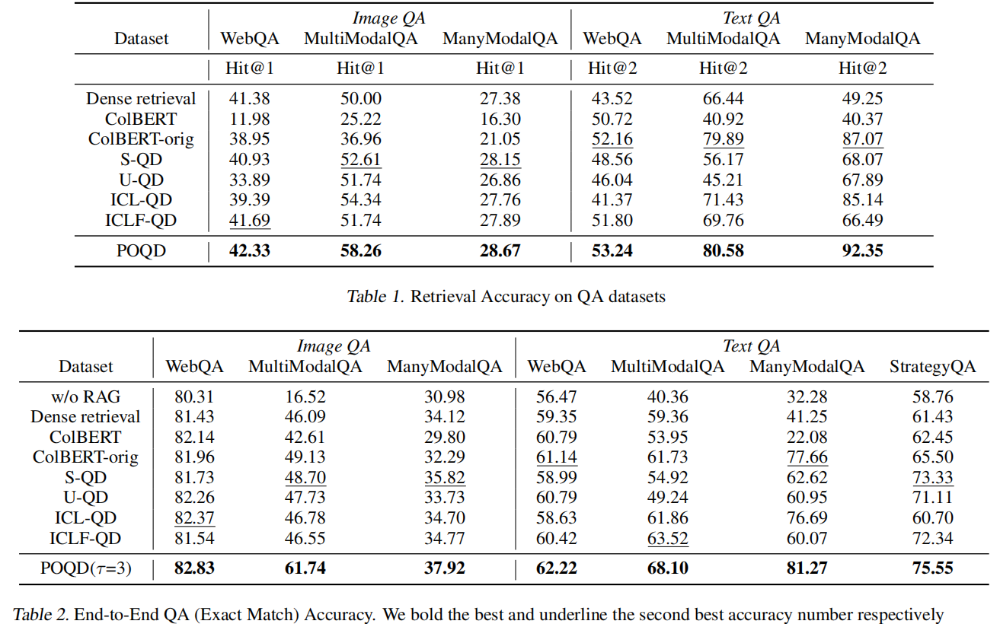 Image QA Text QA
Dataset WebQA MultiModalQA ManyModalQA WebQA MultiModalQA ManyModalQA
Hit@1 Hit@1 Hit@1 Hit@2 Hit@2 Hit@2
Dense retrieval 41.38 50.00 27.38 43.52 66.44 49.25
ColBERT 11.98 25.22 16.30 50.72 40.92 40.37
ColBERT-orig 38.95 36.96 21.05 52.16 79.89 87.07
S-QD 40.93 52.61 28.15 48.56 56.17 68.07
U-QD 33.89 51.74 26.86 46.04 45.21 67.89
ICL-QD 39.39 54.34 27.76 41.37 71.43 85.14
ICLF-QD 41.69 51.74 27.89 51.80 69.76 66.49
POQD 42.33 58.26 28.67 53.24 80.58 92.35
Table 1. Retrieval Accuracy on QA datasets
Image QA Text QA
Dataset WebQA MultiModalQA ManyModalQA WebQA MultiModalQA ManyModalQA StrategyQA
w/o RAG 80.31 16.52 30.98 56.47 40.36 32.28 58.76
Dense retrieval 81.43 46.09 34.12 59.35 59.36 41.25 61.43
ColBERT 82.14 42.61 29.80 60.79 53.95 22.08 62.45
ColBERT-orig 81.96 49.13 32.29 61.14 61.73 77.66 65.50
S-QD 81.73 48.70 35.82 58.99 54.92 62.62 73.33
U-QD 82.26 47.73 33.73 60.79 49.24 60.95 71.11
ICL-QD 82.37 46.78 34.70 58.63 61.86 76.69 60.70
ICLF-QD 81.54 46.55 34.77 60.42 63.52 60.07 72.34
POQD(τ=3) 82.83 61.74 37.92 62.22 68.10 81.27 75.55
Table 2. End-to-End QA (Exact Match) Accuracy. We bold the best and underline the second best accuracy number respectively